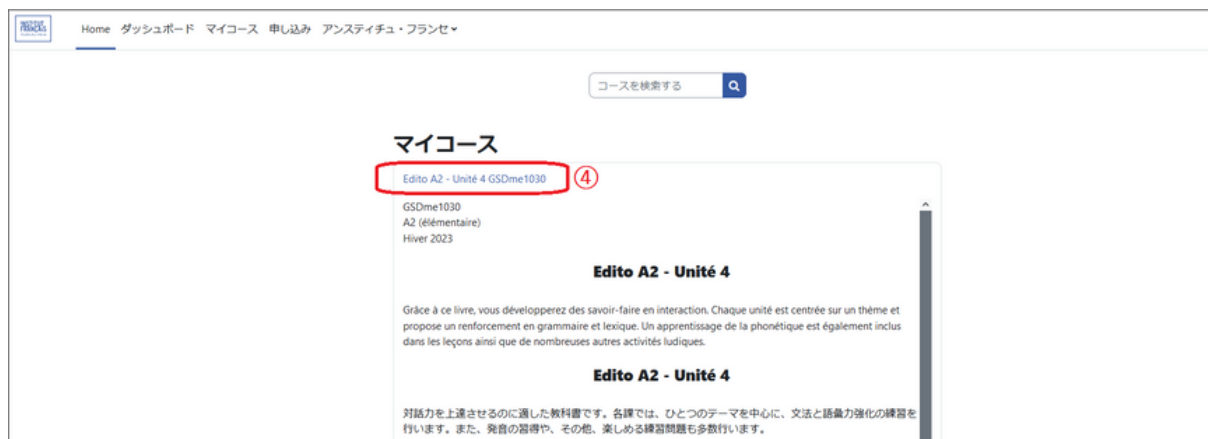 INSTITUT
FRANÇAIS
Home ダッシュボード マイコース 申し込み アンスティチュ・フランセ
コースを検索する
マイコース
Edito A2 - Unité 4 GSDme1030 ④
GSDme1030
A2 (élémentaire)
Hiver 2023
Edito A2 - Unité 4
Grâce à ce livre, vous développerez des savoir-faire en interaction. Chaque unité est centrée sur un thème et
propose un renforcement en grammaire et lexique. Un apprentissage de la phonétique est également inclus
dans les leçons ainsi que de nombreuses autres activités ludiques.
Edito A2 - Unité 4
対話力を上達させるのに適した教科書です。各課では、ひとつのテーマを中心に、文法と語彙力強化の練習を
行います。また、発音の習得や、その他、楽しめる練習問題も多数行います。